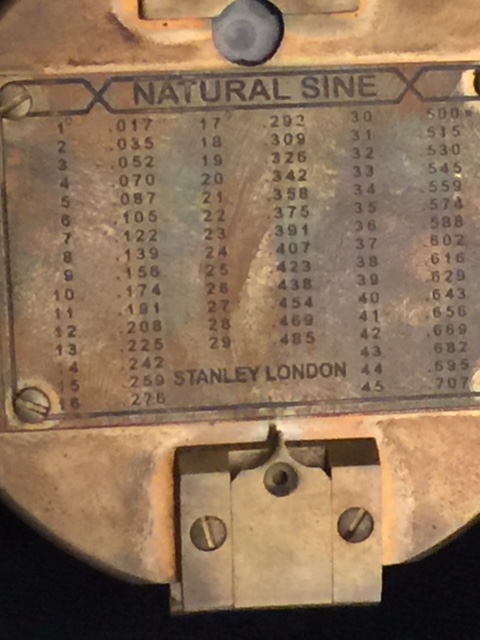 NATURAL SINE
1° .017 17° .292 30 .500
2 .035 18 .309 31 .515
3 .052 19 .326 32 .530
4 .070 20 .342 33 .545
5 .087 21 .358 34 .559
6 .105 22 .375 35 .574
7 .122 23 .391 36 .588
8 .139 24 .407 37 .602
9 .156 25 .423 38 .616
10 .174 26 .438 39 .629
11 .191 27 .454 40 .643
12 .208 28 .469 41 .656
13 .225 29 .485 42 .669
4 .242 43 .682
15 .259 STANLEY LONDON 44 .695
16 .276 45 .707